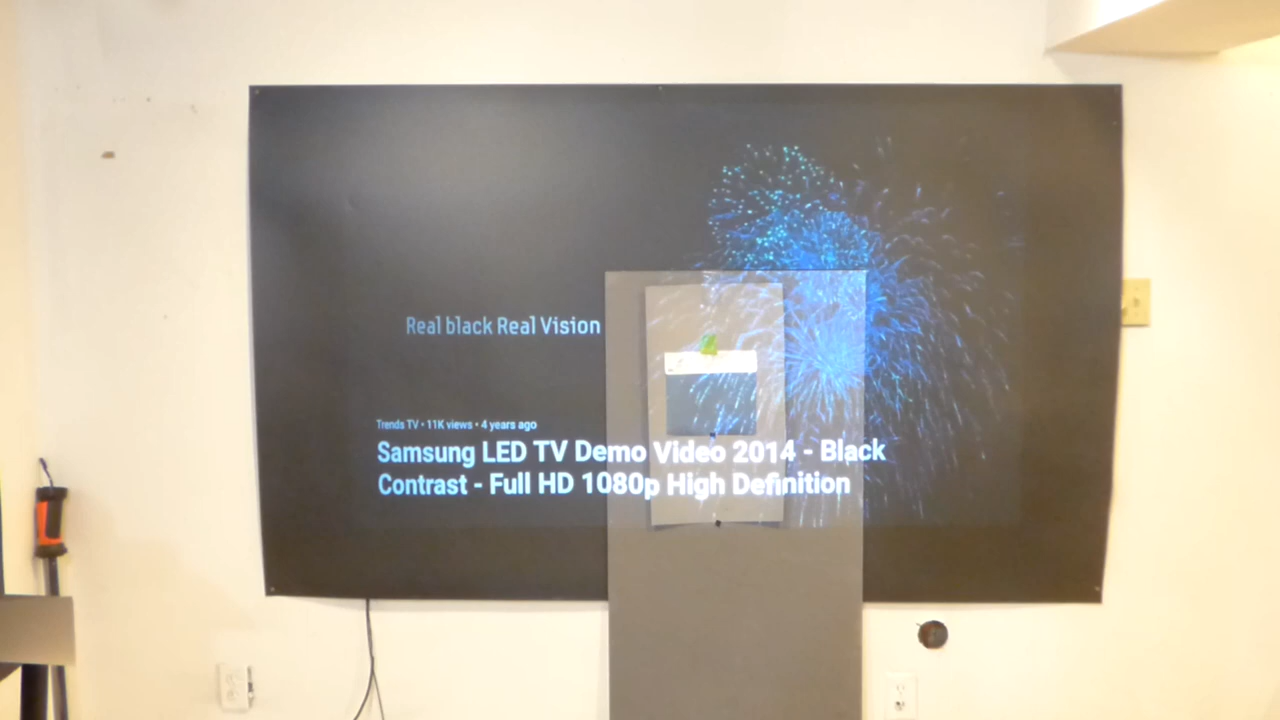 Real black Real Vision
Trends TV • 11K views • 4 years ago
Samsung LED TV Demo Video 2014 - Black
Contrast - Full HD 1080p High Definition